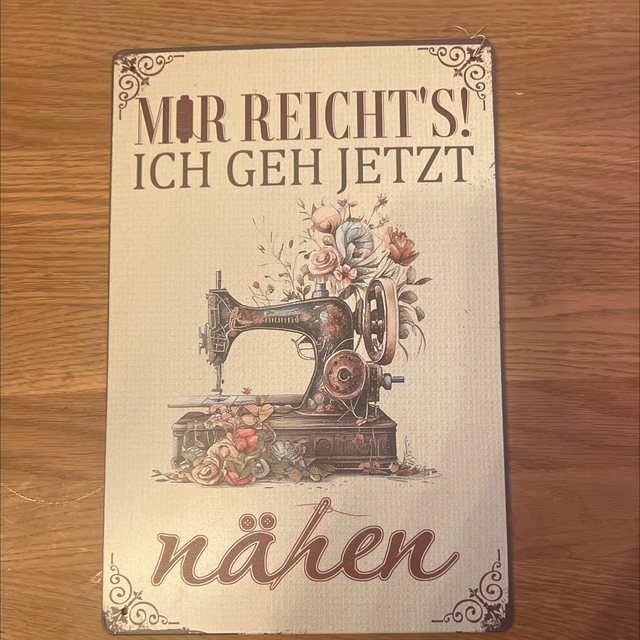 MIR REICHT'S!
ICH GEH JETZT
nähen